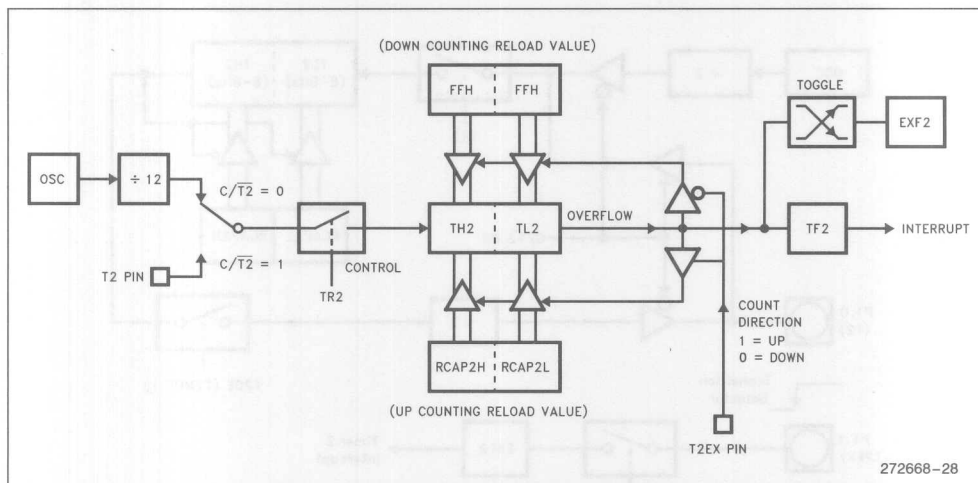 (DOWN COUNTING RELOAD VALUE)
FFH FFH
TOGGLE
EXF2
OSC
÷ 12
C/T2̅ = 0
TH2 TL2
OVERFLOW
TF2
INTERRUPT
T2 PIN
C/T2̅ = 1
CONTROL
TR2
COUNT
DIRECTION
1 = UP
0 = DOWN
RCAP2H RCAP2L
(UP COUNTING RELOAD VALUE)
T2EX PIN
272668–28